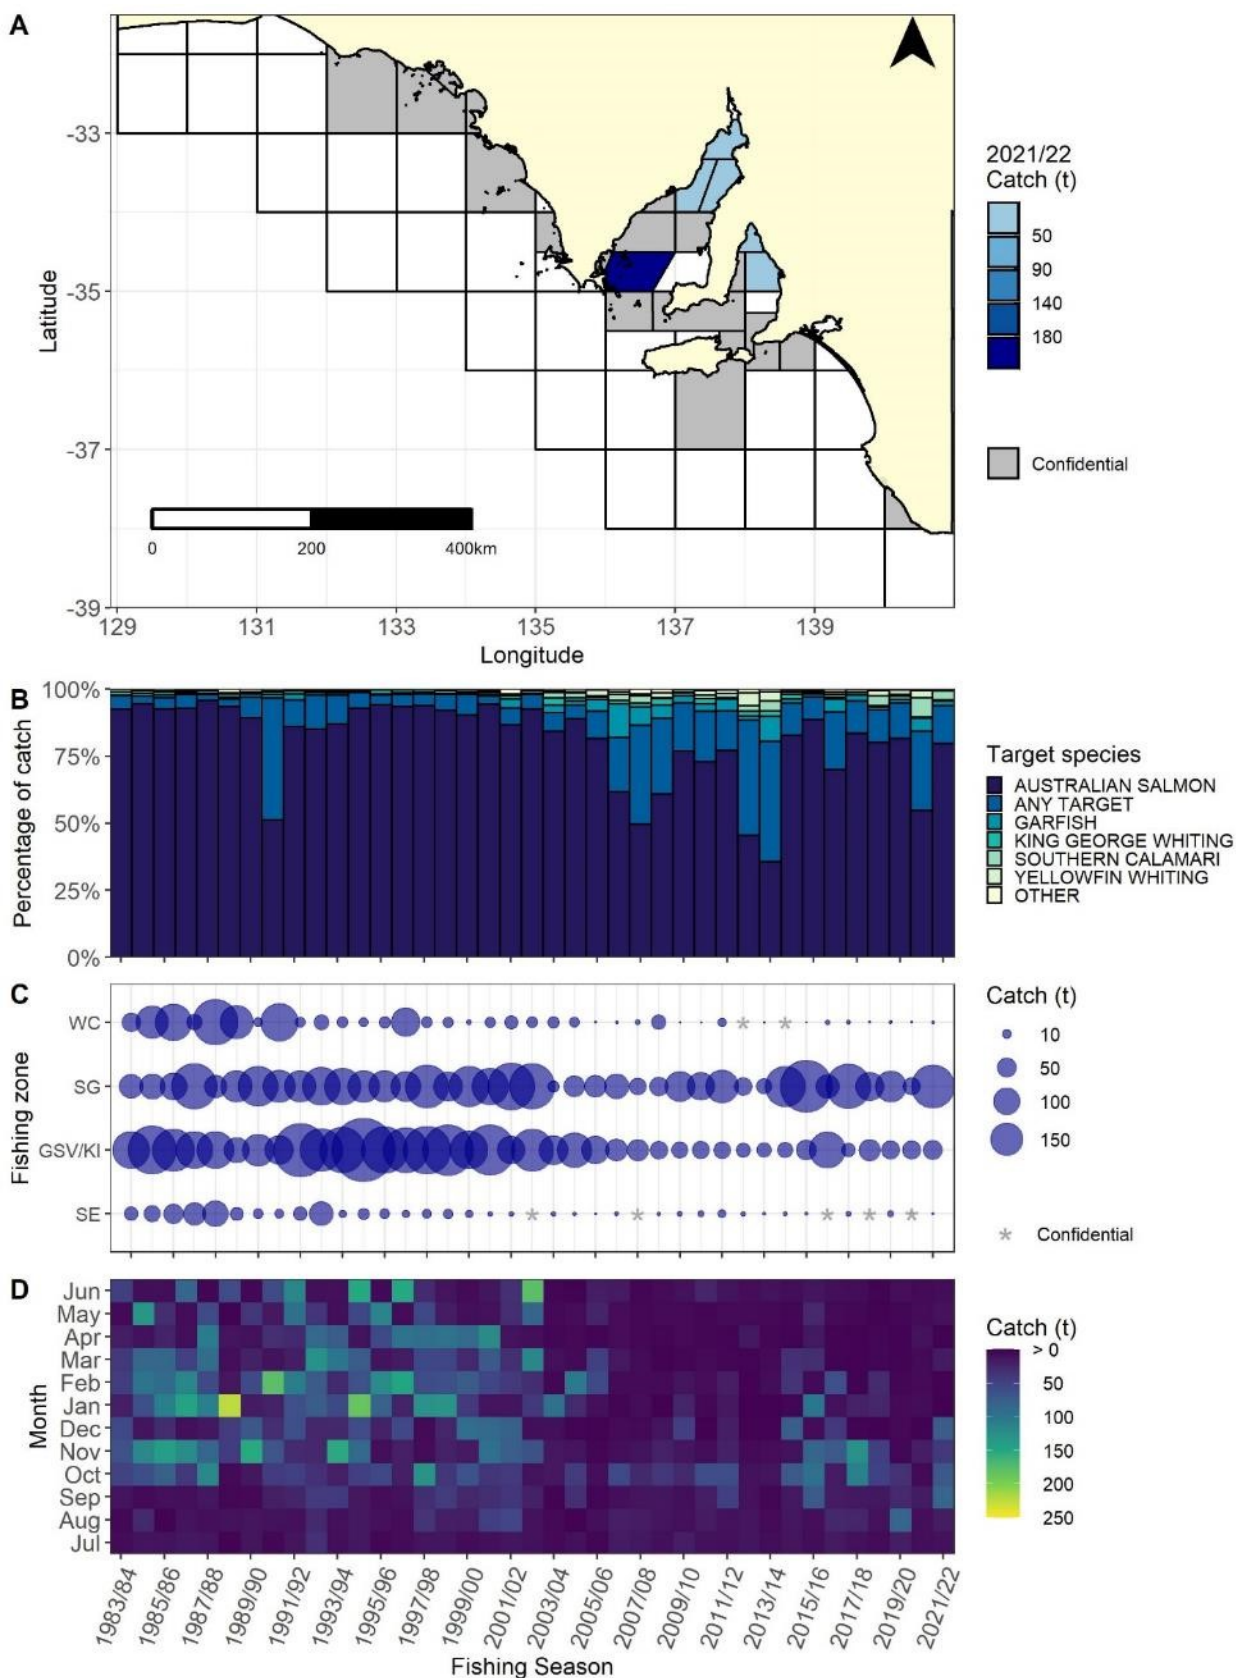 A
-33
-35
-37
-39
Latitude
0
200
400km
129
131
133
135
137
139
Longitude
2021/22
Catch (t)
50
90
140
180
Confidential
B
100%
75%
50%
25%
0%
Percentage of catch
Target species
AUSTRALIAN SALMON
ANY TARGET
GARFISH
KING GEORGE WHITING
SOUTHERN CALAMARI
YELLOWFIN WHITING
OTHER
C
WC
SG
GSV/KI
SE
Fishing zone
Catch (t)
10
50
100
150
* Confidential
D
Jun
May
Apr
Mar
Feb
Jan
Dec
Nov
Oct
Sep
Aug
Jul
Month
Catch (t)
> 0
50
100
150
200
250
1983/84
1985/86
1987/88
1989/90
1991/92
1993/94
1995/96
1997/98
1999/00
2001/02
2003/04
2005/06
2007/08
2009/10
2011/12
2013/14
2015/16
2017/18
2019/20
2021/22
Fishing Season